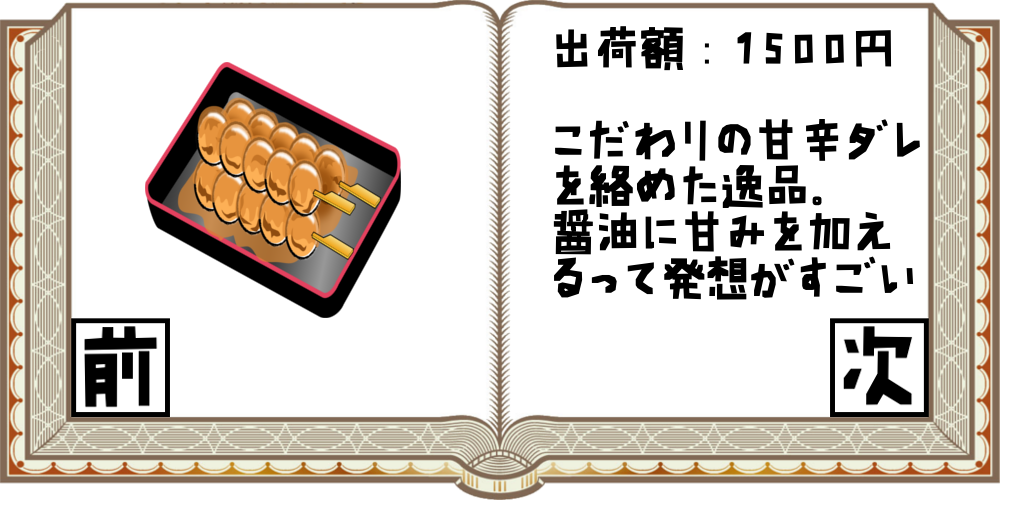 出荷額：1500円
こだわりの甘辛ダレ
を絡めた逸品。
醤油に甘みを加え
るって発想がすごい
前
次